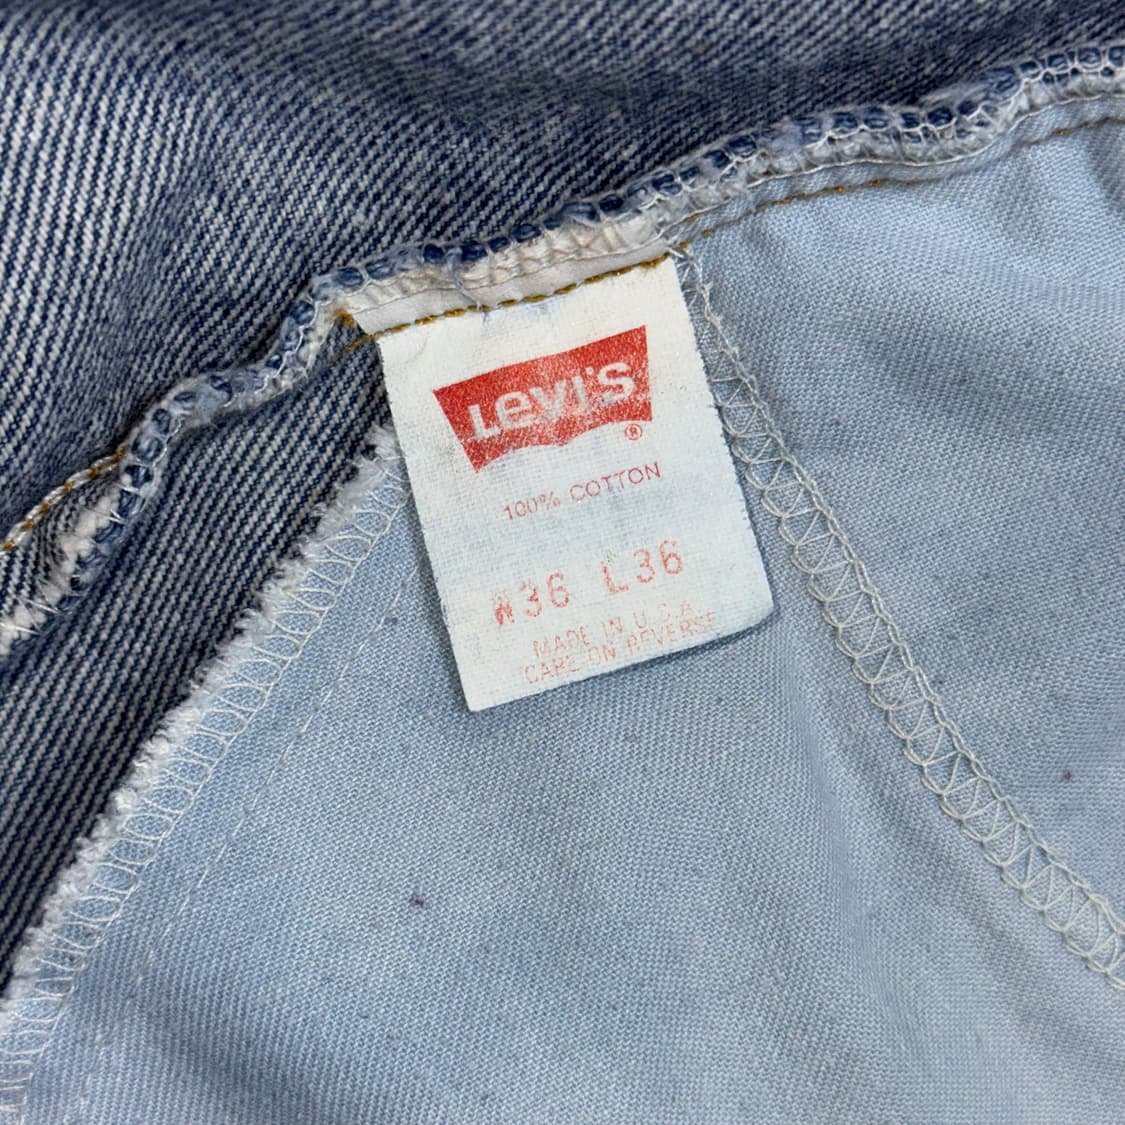 Levi's
®
100% COTTON
W36 L36
MADE IN U.S.A.
CARE ON REVERSE